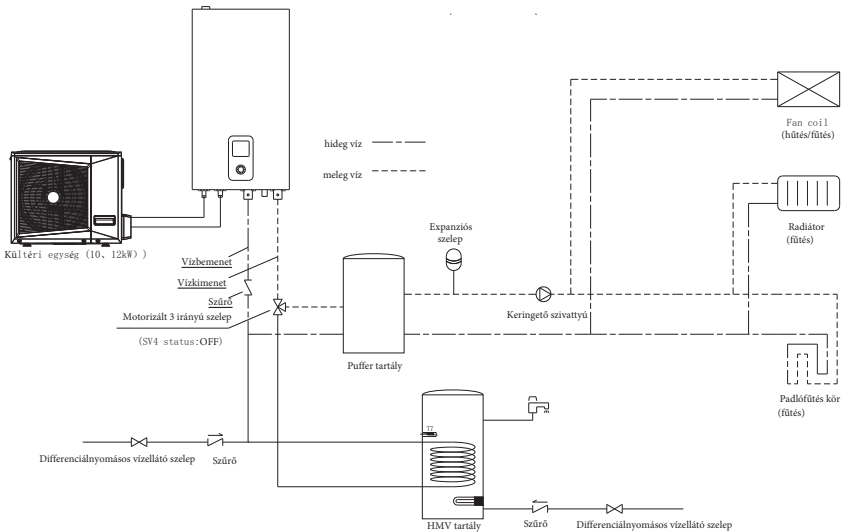 Fan coil
(hűtés/fűtés)
hideg víz
meleg víz
Radiátor
(fűtés)
Expanziós
szelep
Kültéri egység (10、12kW) )
Vízbemenet
Vízkimenet
Szűrő
Motorizált 3 irányú szelep
(SV4 status:OFF)
Keringető szivattyú
Puffer tartály
Padlófűtés kör
(fűtés)
T7
Differenciálnyomásos vízellátó szelep
Szűrő
HMV tartály
Szűrő
Differenciálnyomásos vízellátó szelep